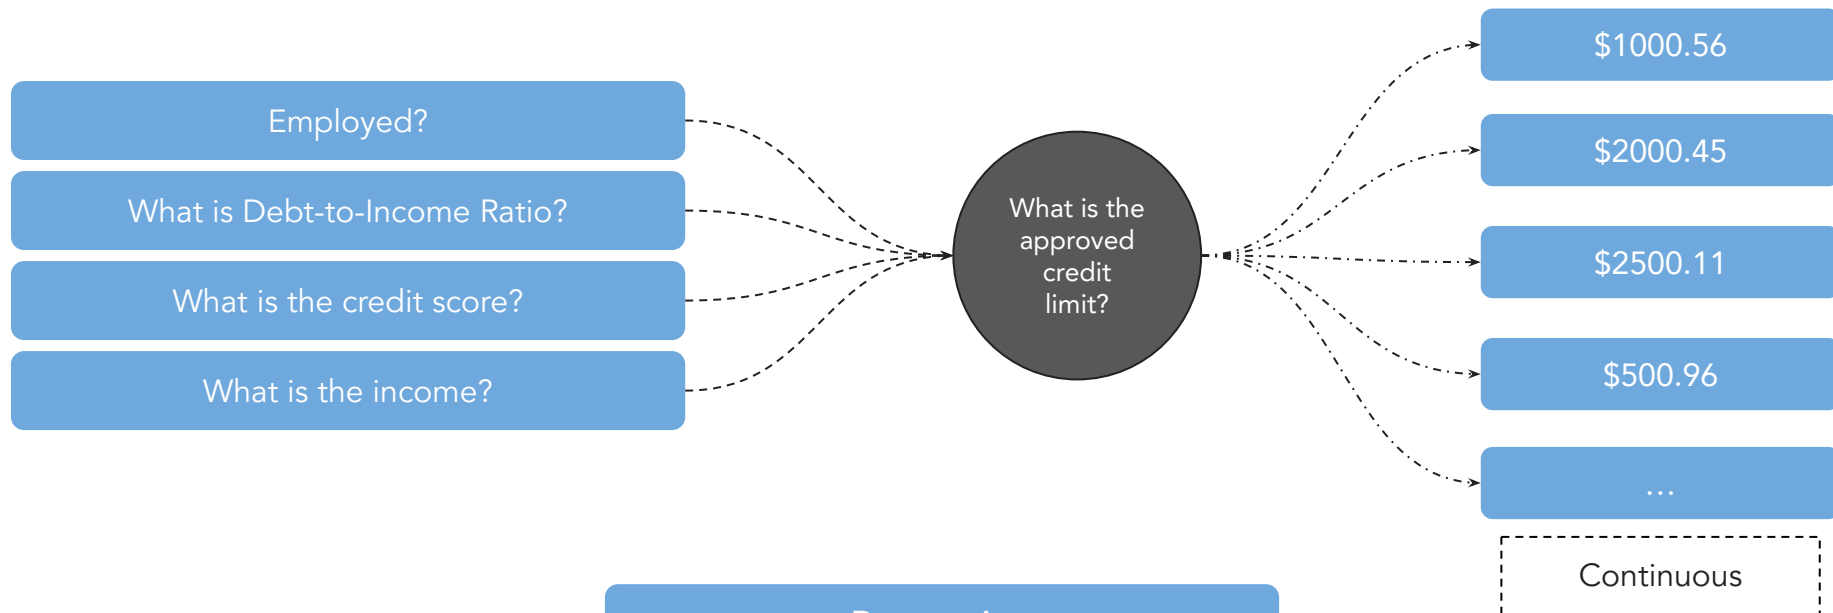 Employed?
What is Debt-to-Income Ratio?
What is the credit score?
What is the income?
What is the
approved
credit
limit?
$1000.56
$2000.45
$2500.11
$500.96
...
Continuous